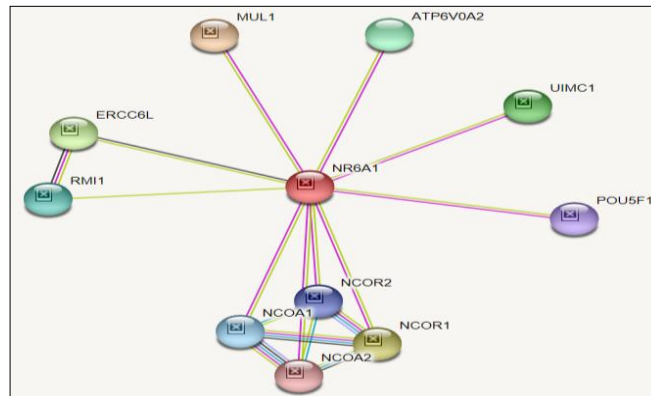 MUL1
ATP6V0A2
UIMC1
ERCC6L
NR6A1
RMI1
POU5F1
NCOR2
NCOA1
NCOR1
NCOA2